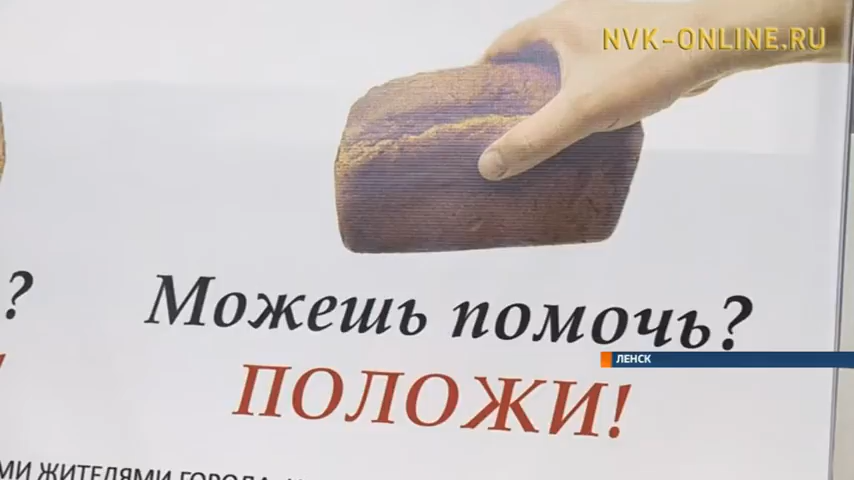 NVK-ONLINE.RU
?
Можешь помочь?
ЛЕНСК
ПОЛОЖИ!
ЖИТЕЛЯМИ ГОРОДА